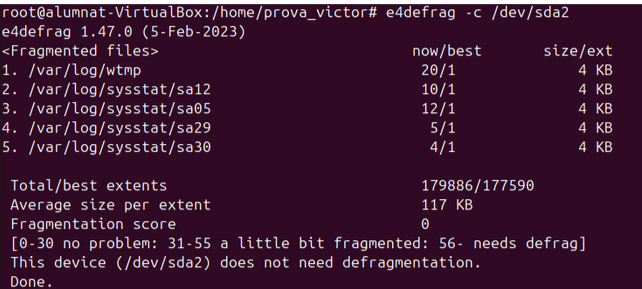 root@alumnat-VirtualBox:/home/prova_victor# e4defrag -c /dev/sda2
e4defrag 1.47.0 (5-Feb-2023)
<Fragmented files> now/best size/ext
1. /var/log/wtmp 20/1 4 KB
2. /var/log/sysstat/sa12 10/1 4 KB
3. /var/log/sysstat/sa05 12/1 4 KB
4. /var/log/sysstat/sa29 5/1 4 KB
5. /var/log/sysstat/sa30 4/1 4 KB
Total/best extents 179886/177590
Average size per extent 117 KB
Fragmentation score 0
[0-30 no problem: 31-55 a little bit fragmented: 56- needs defrag]
This device (/dev/sda2) does not need defragmentation.
Done.